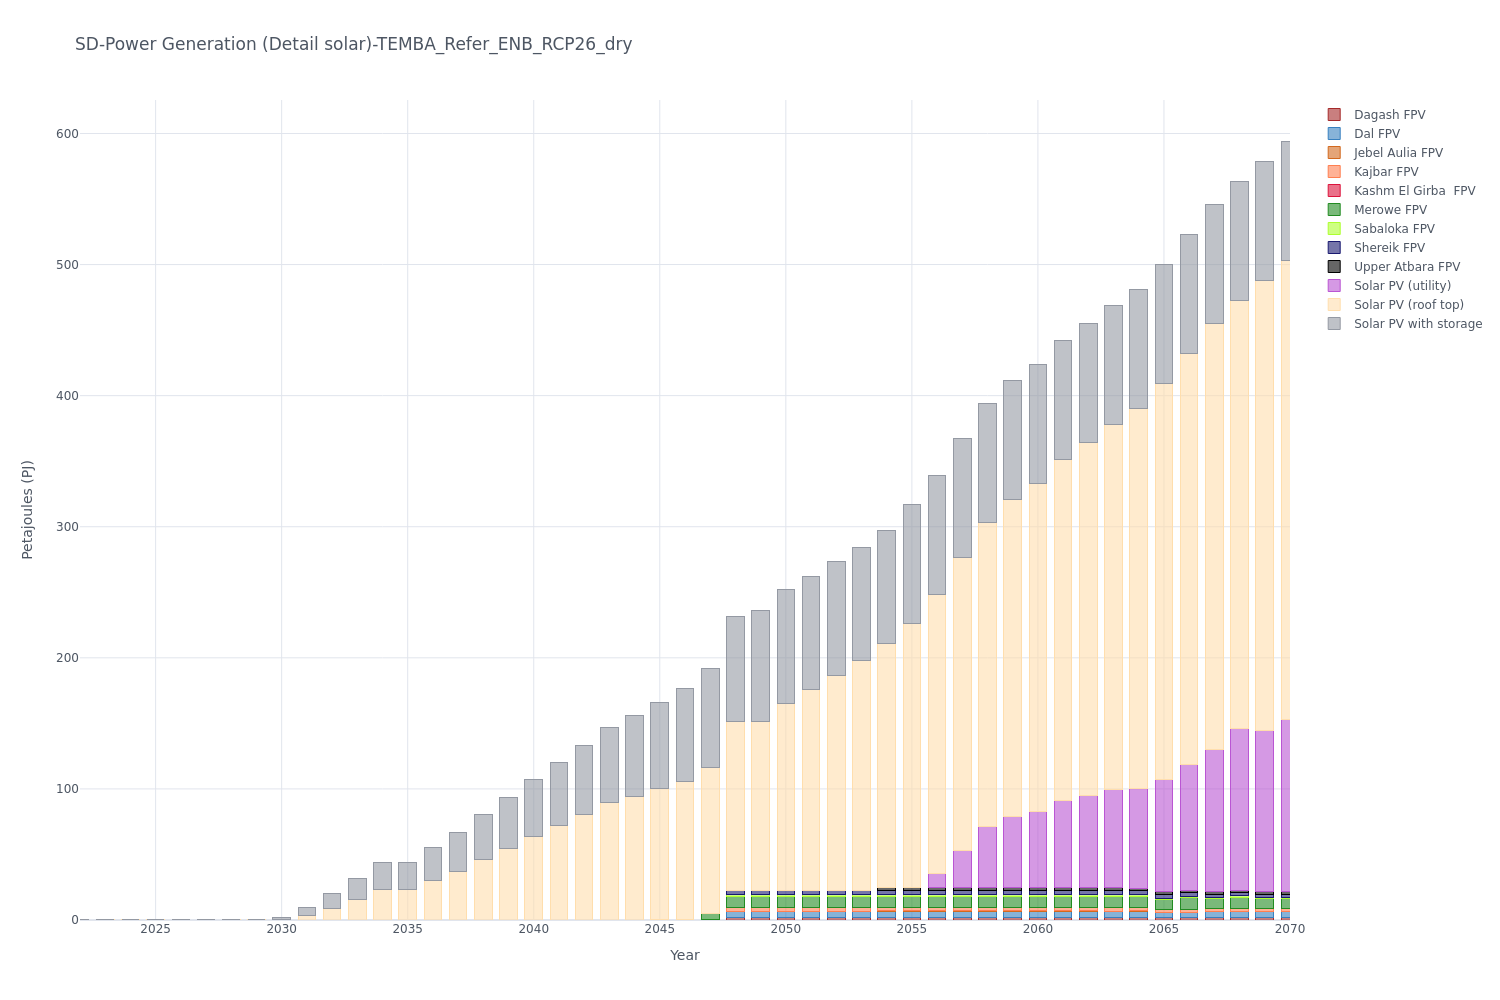 SD-Power Generation (Detail solar)-TEMBA_Refer_ENB_RCP26_dry
Dagash FPV
Dal FPV
Jebel Aulia FPV
Kajbar FPV
Kashm El Girba  FPV
Merowe FPV
Sabaloka FPV
Shereik FPV
Upper Atbara FPV
Solar PV (utility)
Solar PV (roof top)
Solar PV with storage
Petajoules (PJ)
600
500
400
300
200
100
0
2025 2030 2035 2040 2045 2050 2055 2060 2065 2070
Year